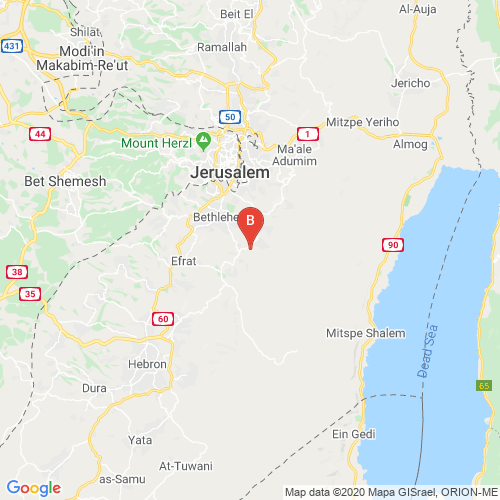 Shilat
Beit El
Al-Auja
431
Modi'in
Makabim-Re'ut
Ramallah
Jericho
50
Mitzpe Yeriho
44
1
Mount Herzl
Ma'ale
Adumim
Almog
Bet Shemesh
Jerusalem
Bethlehe
B
90
Efrat
38
35
60
Mitspe Shalem
Dead Sea
Hebron
65
Dura
Ein Gedi
Yata
At-Tuwani
as-Samu
Google
Map data ©2020 Mapa GISrael, ORION-ME